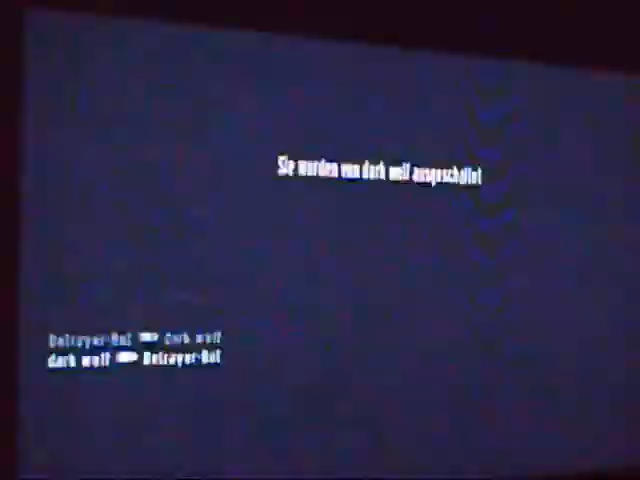 Sie wurden von dark wolf ausgeschaltet
Betrayer-Bot dark wolf
dark wolf Betrayer-Bot